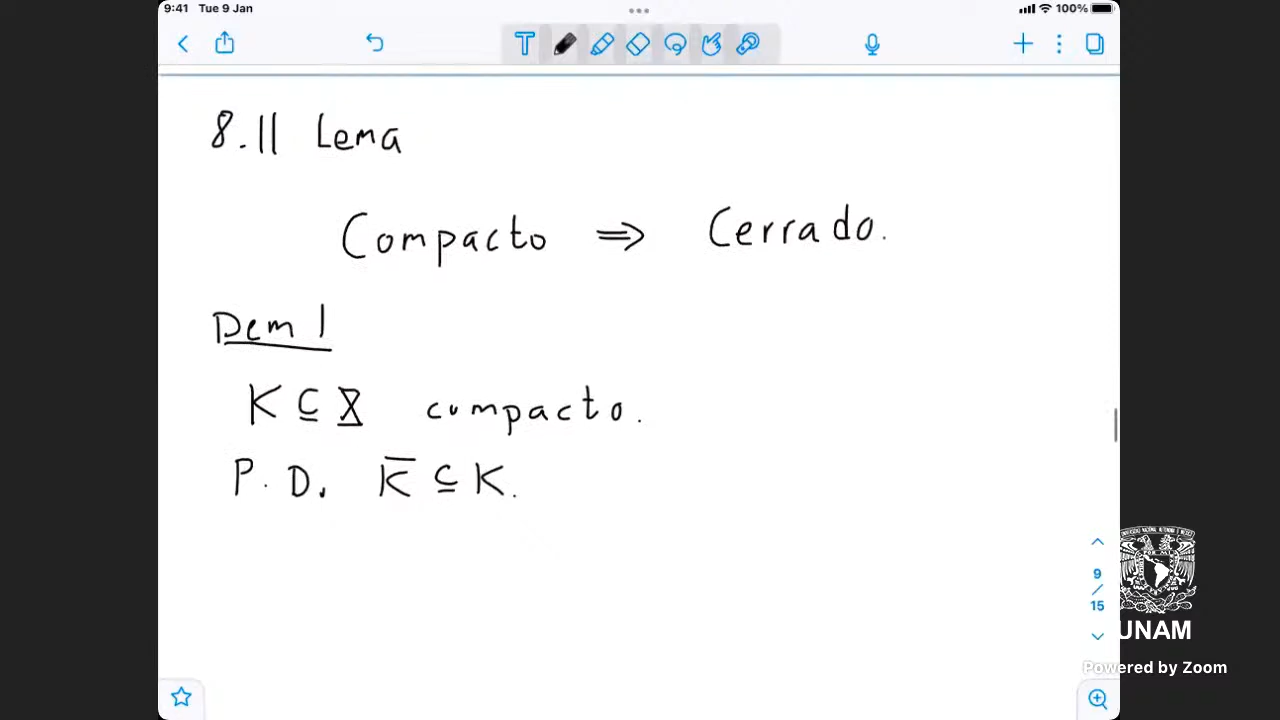 9:41 Tue 9 Jan 100%
T
8.11 Lema
Compacto ⇒ Cerrado.
Dem 1
K ⊆ X compacto.
P.D. K̅ ⊆ K.
9
/
15
UNAM
Powered by Zoom